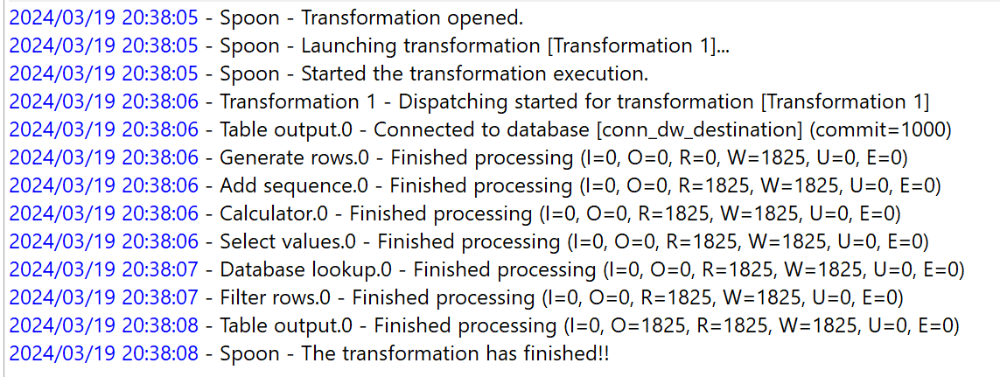 2024/03/19 20:38:05 - Spoon - Transformation opened.
2024/03/19 20:38:05 - Spoon - Launching transformation [Transformation 1]...
2024/03/19 20:38:05 - Spoon - Started the transformation execution.
2024/03/19 20:38:06 - Transformation 1 - Dispatching started for transformation [Transformation 1]
2024/03/19 20:38:06 - Table output.0 - Connected to database [conn_dw_destination] (commit=1000)
2024/03/19 20:38:06 - Generate rows.0 - Finished processing (I=0, O=0, R=0, W=1825, U=0, E=0)
2024/03/19 20:38:06 - Add sequence.0 - Finished processing (I=0, O=0, R=1825, W=1825, U=0, E=0)
2024/03/19 20:38:06 - Calculator.0 - Finished processing (I=0, O=0, R=1825, W=1825, U=0, E=0)
2024/03/19 20:38:06 - Select values.0 - Finished processing (I=0, O=0, R=1825, W=1825, U=0, E=0)
2024/03/19 20:38:07 - Database lookup.0 - Finished processing (I=0, O=0, R=1825, W=1825, U=0, E=0)
2024/03/19 20:38:07 - Filter rows.0 - Finished processing (I=0, O=0, R=1825, W=1825, U=0, E=0)
2024/03/19 20:38:08 - Table output.0 - Finished processing (I=0, O=1825, R=1825, W=1825, U=0, E=0)
2024/03/19 20:38:08 - Spoon - The transformation has finished!!